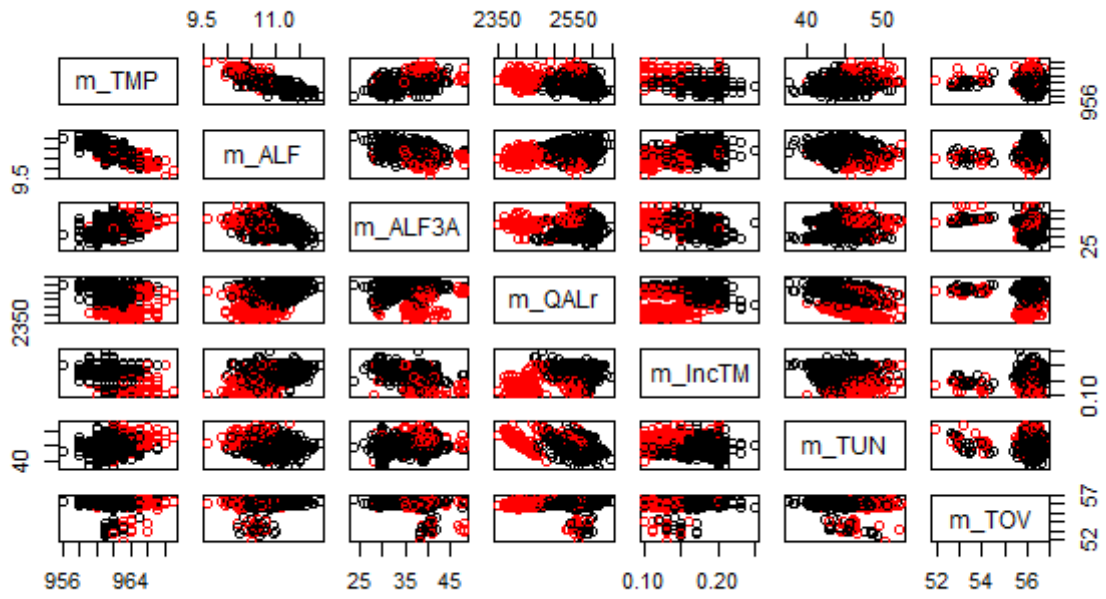 9.5 11.0 2350 2550 40 50
m_TMP 956
9.5 m_ALF
m_ALF3A 25
2350 m_QALr
m_IncTM 0.10
40 m_TUN
m_TOV 52 57
956 964 25 35 45 0.10 0.20 52 54 56